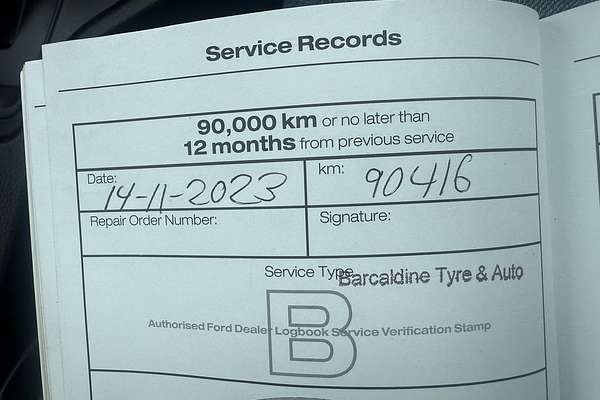 Service Records
90,000 km or no later than
12 months from previous service
Date: 14-11-2023
km: 90416
Repair Order Number:
Signature:
Service Type
Barcaldine Tyre & Auto
B
Authorised Ford Dealer Logbook Service Verification Stamp